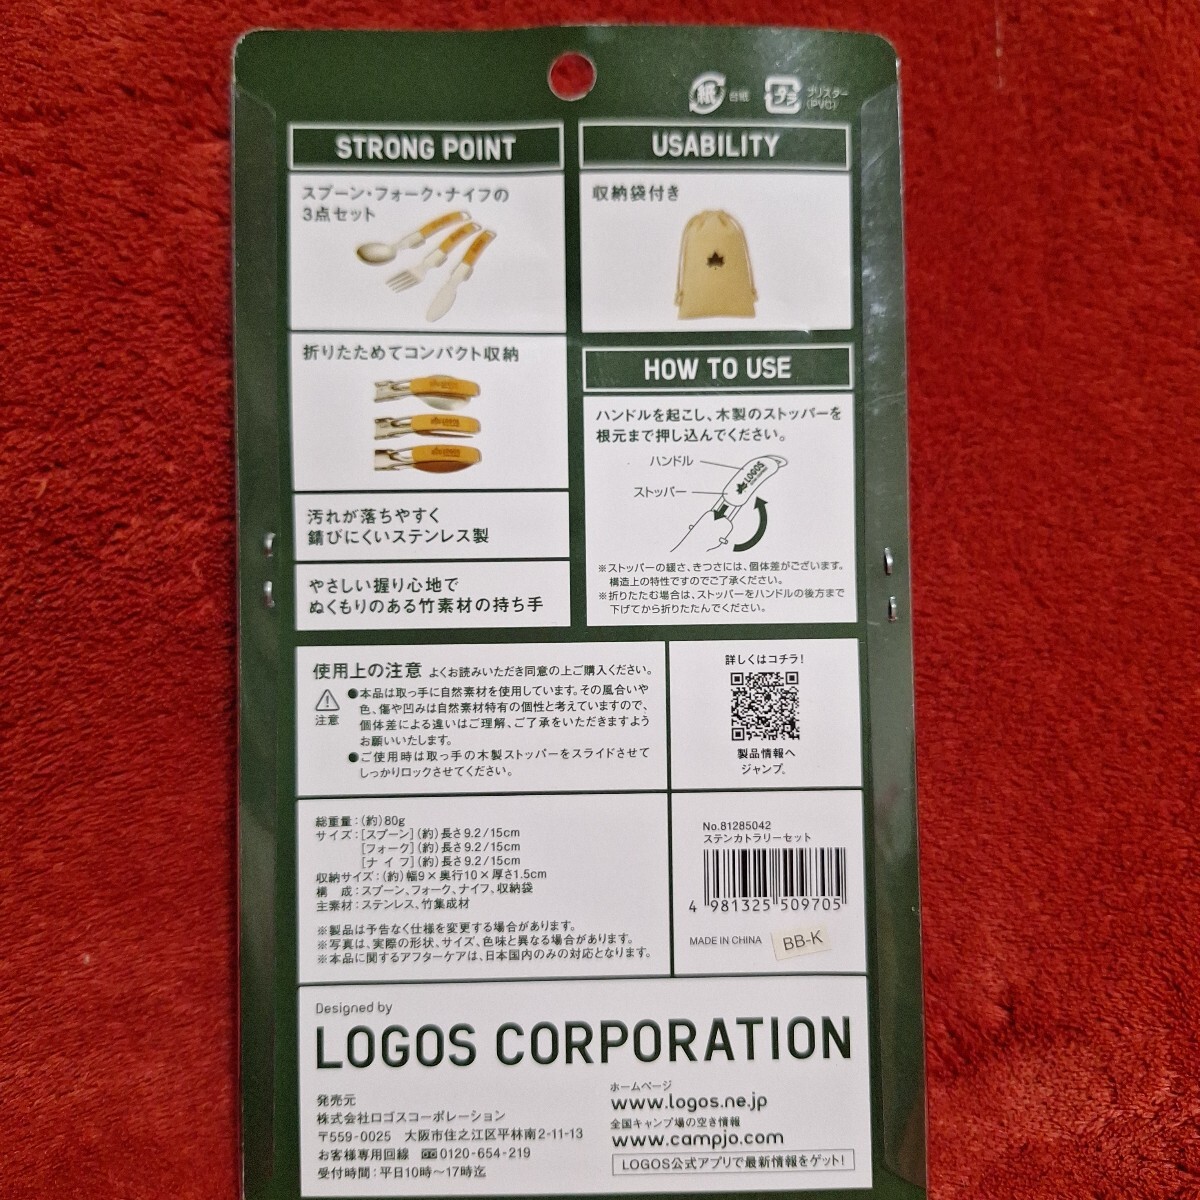 紙 台紙
プラ ブリスター
(PVC)
STRONG POINT
スプーン・フォーク・ナイフの
3点セット
折りたためてコンパクト収納
LOGOS
LOGOS
LOGOS
汚れが落ちやすく
錆びにくいステンレス製
やさしい握り心地で
ぬくもりのある竹素材の持ち手
USABILITY
収納袋付き
HOW TO USE
ハンドルを起こし、木製のストッパーを
根元まで押し込んでください。
ハンドル
ストッパー
LOGOS
※ストッパーの緩さ、きつさには、個体差がございます。
構造上の特性ですのでご了承ください。
※折りたたむ場合は、ストッパーをハンドルの後方まで
下げてから折りたたんでください。
使用上の注意 よくお読みいただき同意の上ご購入ください。
注意
●本品は取っ手に自然素材を使用しています。その風合いや
色、傷や凹みは自然素材特有の個性と考えていますので、
個体差による違いはご理解、ご了承をいただきますよう
お願いいたします。
●ご使用時は取っ手の木製ストッパーをスライドさせて
しっかりロックさせてください。
詳しくはコチラ!
製品情報へ
ジャンプ。
総重量:(約)80g
サイズ:[スプーン](約)長さ9.2/15cm
[フォーク](約)長さ9.2/15cm
[ナイフ](約)長さ9.2/15cm
収納サイズ:(約)幅9×奥行10×厚さ1.5cm
構 成:スプーン、フォーク、ナイフ、収納袋
主素材:ステンレス、竹集成材
※製品は予告なく仕様を変更する場合があります。
※写真は、実際の形状、サイズ、色味と異なる場合があります。
※本品に関するアフターケアは、日本国内のみの対応となります。
No.81285042
ステンカトラリーセット
4 981325 509705
MADE IN CHINA
BB-K
Designed by
LOGOS CORPORATION
発売元
株式会社ロゴスコーポレーション
〒559-0025 大阪市住之江区平林南2-11-13
お客様専用回線 0120-654-219
受付時間:平日10時〜17時迄
ホームページ
www.logos.ne.jp
全国キャンプ場の空き情報
www.campjo.com
LOGOS公式アプリで最新情報をゲット!